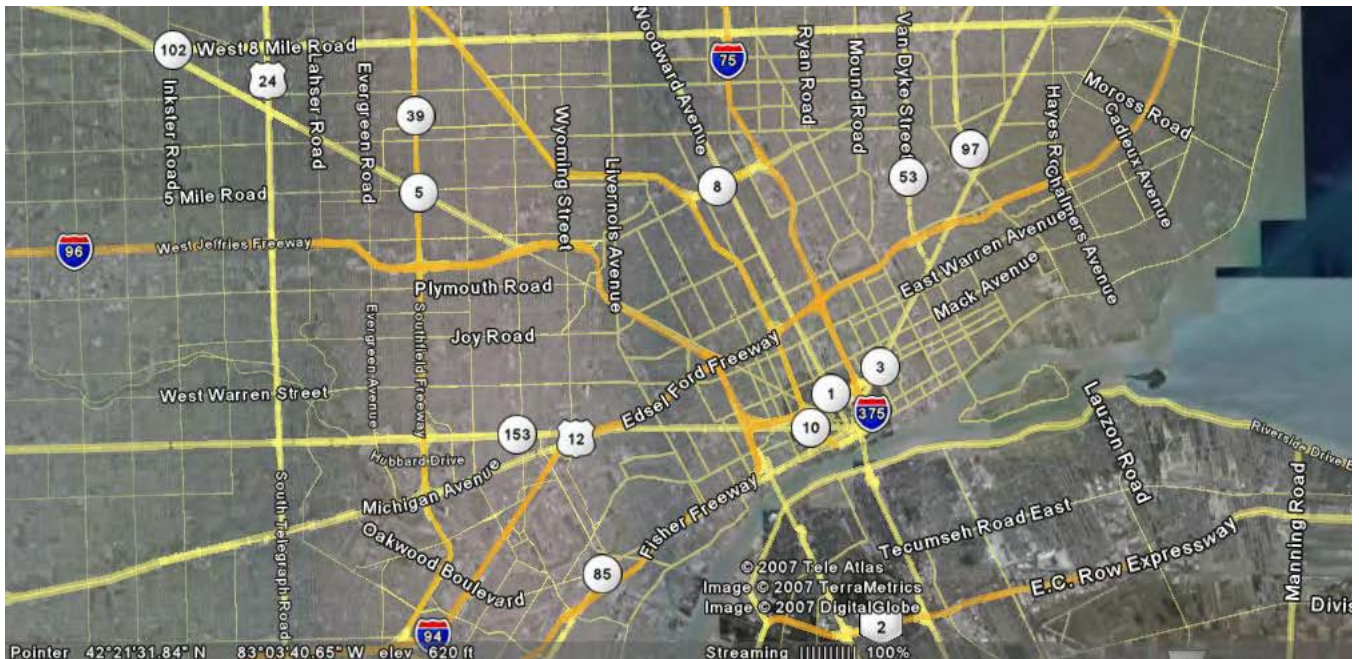 102
West 8 Mile Road
24
Inkster Road
Lahser Road
Evergreen Road
39
Wyoming Street
Livernois Avenue
Woodward Avenue
75
Ryan Road
Mound Road
Van Dyke Street
97
53
Hayes Ro
Chalmers Avenue
Cadieux Avenue
Moross Road
5 Mile Road
5
8
96
West Jeffries Freeway
Plymouth Road
Joy Road
Evergreen Avenue
Southfield Freeway
East Warren Avenue
Mack Avenue
Edsel Ford Freeway
West Warren Street
3
1
375
10
153
12
Hubbard Drive
Michigan Avenue
South Telegraph Road
Oakwood Boulevard
Fisher Freeway
85
94
Lauzon Road
Riverside Drive E
Manning Road
Tecumseh Road East
E.C. Row Expressway
2
Divis
© 2007 Tele Atlas
Image © 2007 TerraMetrics
Image © 2007 DigitalGlobe
Pointer 42°21'31.84" N 83°03'40.65" W elev 620 ft
Streaming |||||||||| 100%